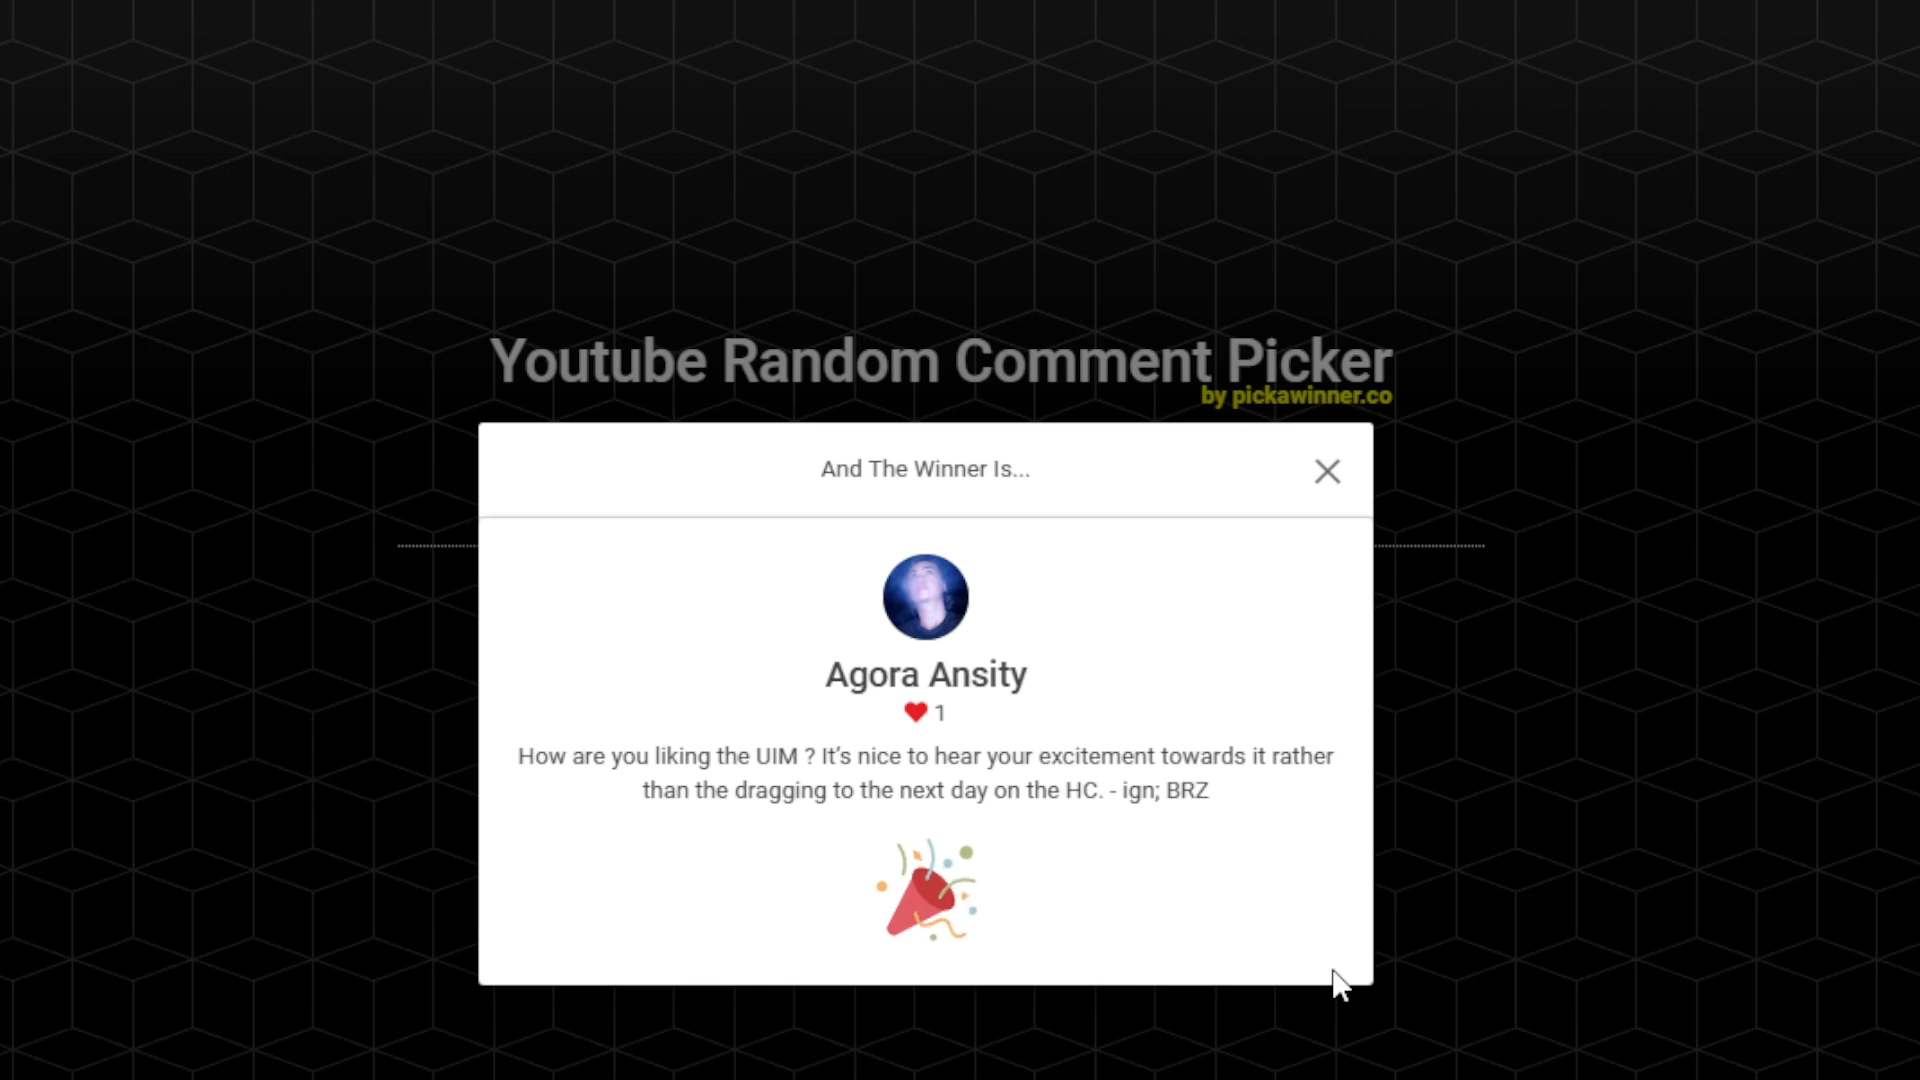 Youtube Random Comment Picker
by pickawinner.co
And The Winner Is...
Agora Ansity
1
How are you liking the UIM ? It's nice to hear your excitement towards it rather
than the dragging to the next day on the HC. - ign; BRZ